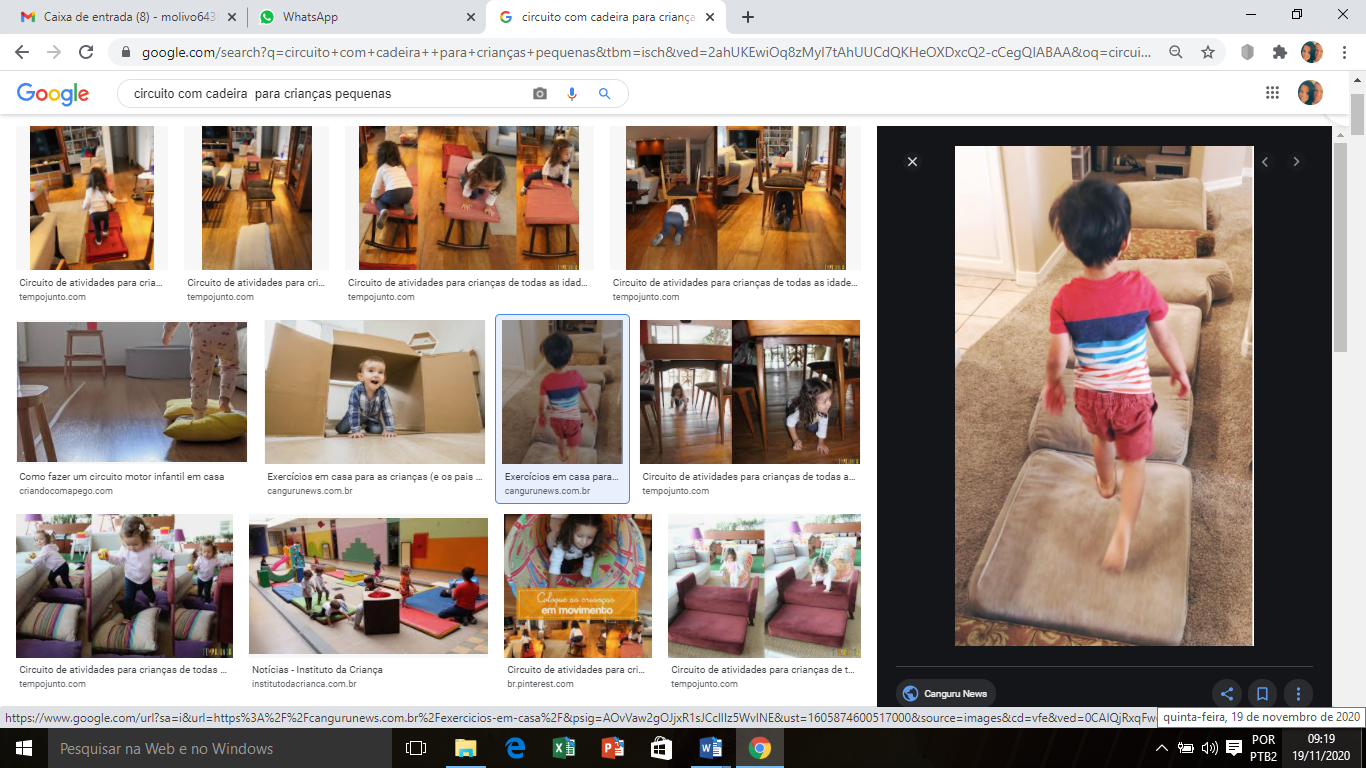 Caixa de entrada (8) - molivo643
WhatsApp
circuito com cadeira para criança
google.com/search?q=circuito+com+cadeira++para+crianças+pequenas&tbm=isch&ved=2ahUKEwiOq8zMyI7tAhUUCdQKHeOXDxcQ2-cCegQIABAA&oq=circui...
Google
circuito com cadeira  para crianças pequenas
Circuito de atividades para cria...
tempojunto.com
Circuito de atividades para cri...
tempojunto.com
Circuito de atividades para crianças de todas as idad...
tempojunto.com
Circuito de atividades para crianças de todas as idade...
tempojunto.com
Como fazer um circuito motor infantil em casa
criandocomapego.com
Exercícios em casa para as crianças (e os pais ...
cangurunews.com.br
Exercícios em casa para...
cangurunews.com.br
Circuito de atividades para crianças de todas a...
tempojunto.com
Coloque as crianças
em movimento
Circuito de atividades para crianças de todas ...
tempojunto.com
Notícias - Instituto da Criança
institutodacrianca.com.br
Circuito de atividades para cri...
br.pinterest.com
Circuito de atividades para crianças de t...
tempojunto.com
Canguru News
https://www.google.com/url?sa=i&url=https%3A%2F%2Fcangurunews.com.br%2Fexercicios-em-casa%2F&psig=AOvVaw2gOJjxR1sJCclIIz5WvINE&ust=1605874600517000&source=images&cd=vfe&ved=0CAIQjRxqFw
quinta-feira, 19 de novembro de 2020
Pesquisar na Web e no Windows
POR
PTB2
09:19
19/11/2020